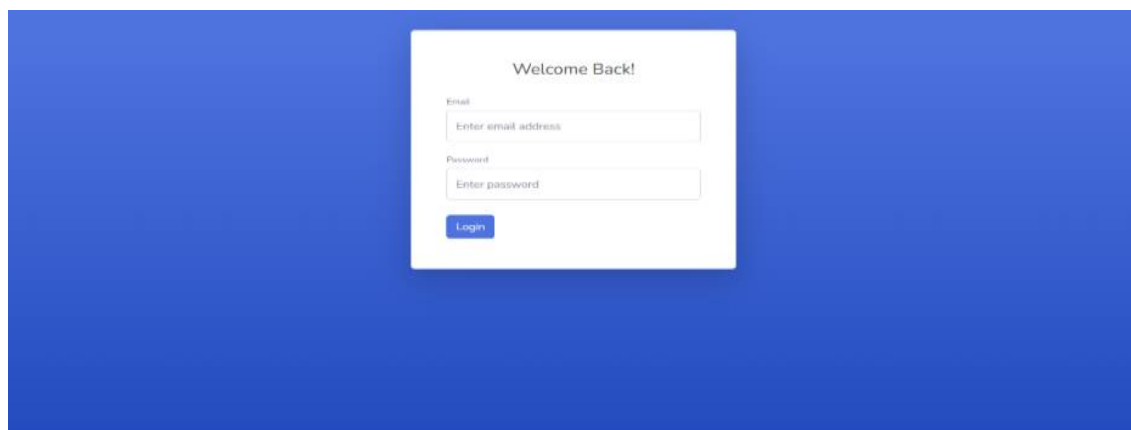 Welcome Back!
Email
Enter email address
Password
Enter password
Login